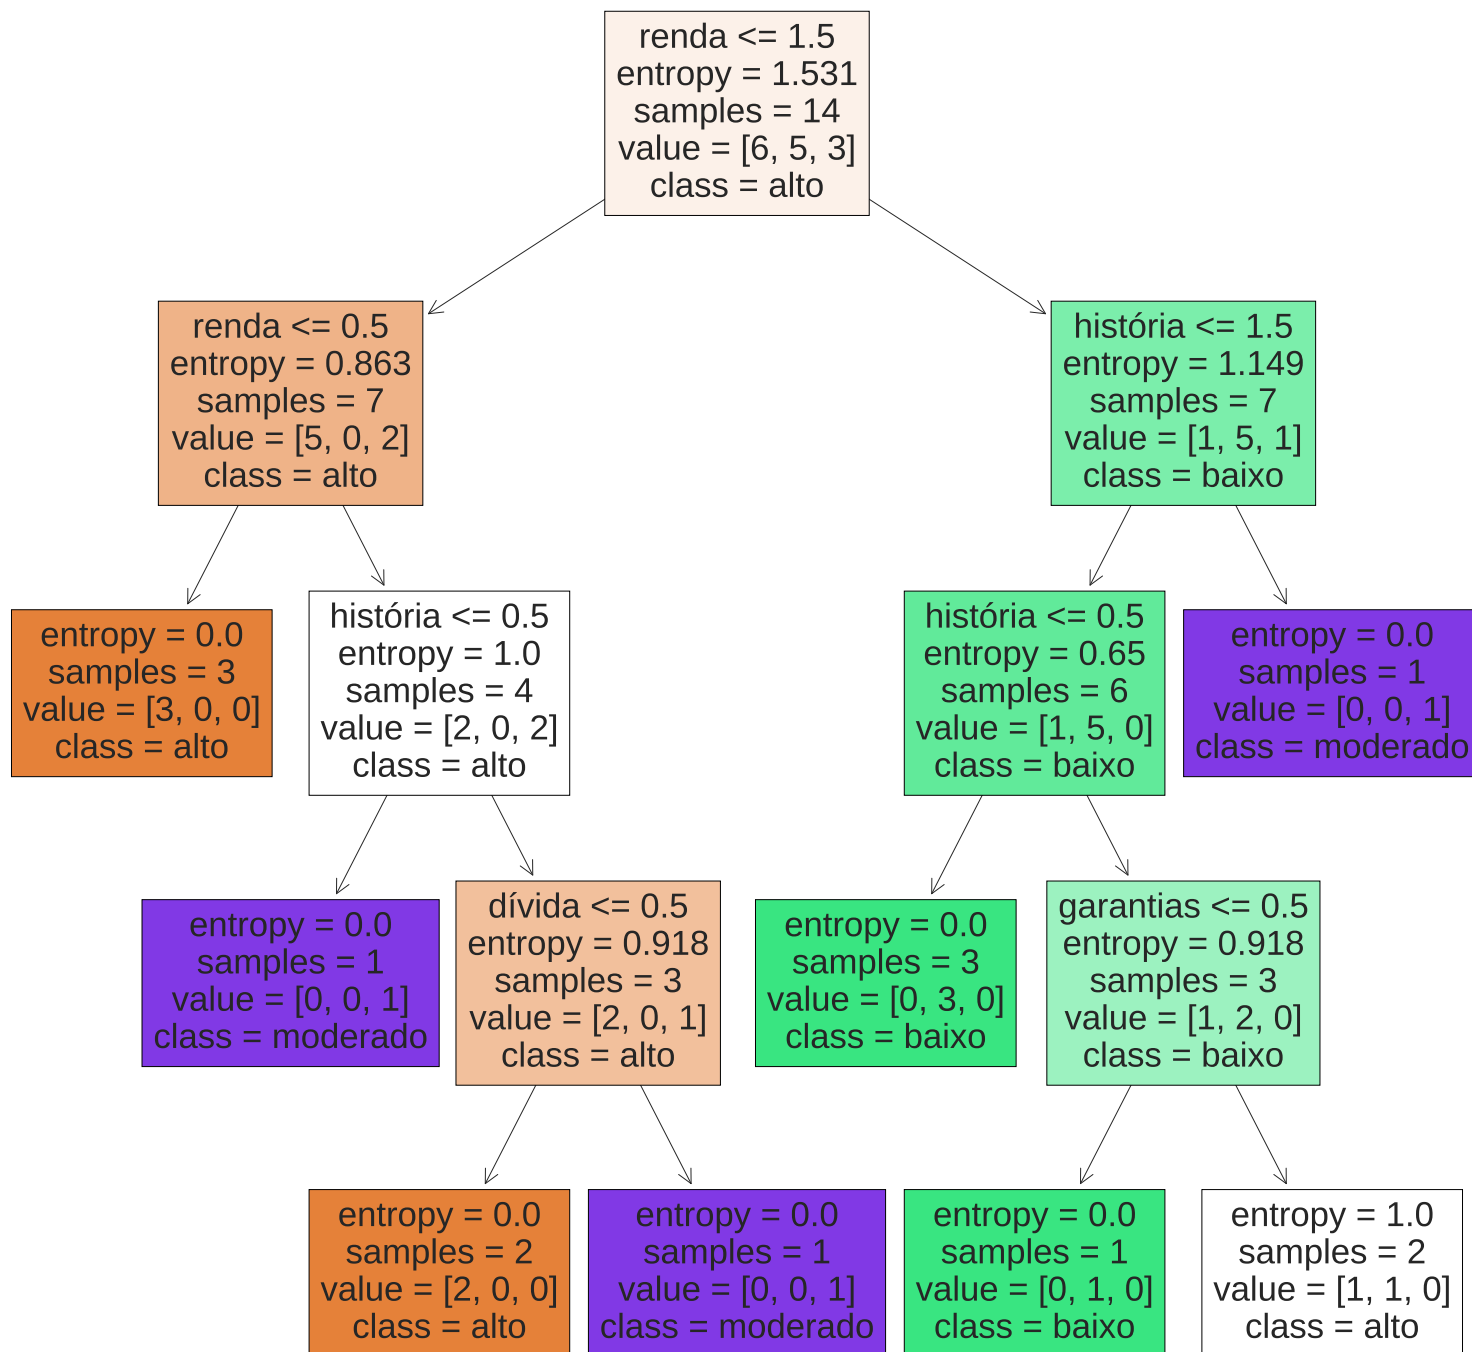 renda <= 1.5
entropy = 1.531
samples = 14
value = [6, 5, 3]
class = alto
renda <= 0.5
entropy = 0.863
samples = 7
value = [5, 0, 2]
class = alto
história <= 1.5
entropy = 1.149
samples = 7
value = [1, 5, 1]
class = baixo
entropy = 0.0
samples = 3
value = [3, 0, 0]
class = alto
história <= 0.5
entropy = 1.0
samples = 4
value = [2, 0, 2]
class = alto
história <= 0.5
entropy = 0.65
samples = 6
value = [1, 5, 0]
class = baixo
entropy = 0.0
samples = 1
value = [0, 0, 1]
class = moderado
entropy = 0.0
samples = 1
value = [0, 0, 1]
class = moderado
dívida <= 0.5
entropy = 0.918
samples = 3
value = [2, 0, 1]
class = alto
entropy = 0.0
samples = 3
value = [0, 3, 0]
class = baixo
garantias <= 0.5
entropy = 0.918
samples = 3
value = [1, 2, 0]
class = baixo
entropy = 0.0
samples = 2
value = [2, 0, 0]
class = alto
entropy = 0.0
samples = 1
value = [0, 0, 1]
class = moderado
entropy = 0.0
samples = 1
value = [0, 1, 0]
class = baixo
entropy = 1.0
samples = 2
value = [1, 1, 0]
class = alto